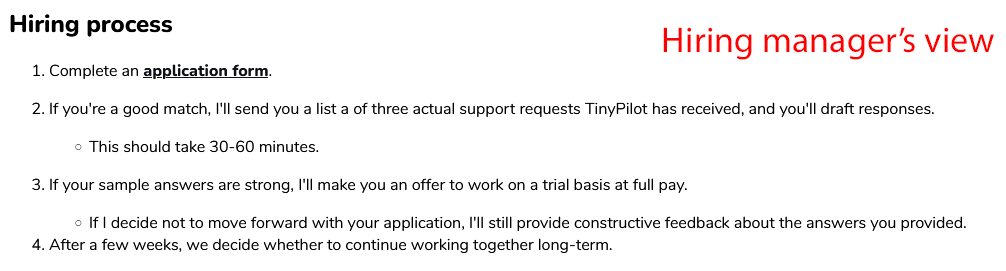 Hiring process
Hiring manager's view
1. Complete an application form.
2. If you're a good match, I'll send you a list a of three actual support requests TinyPilot has received, and you'll draft responses.
○ This should take 30-60 minutes.
3. If your sample answers are strong, I'll make you an offer to work on a trial basis at full pay.
○ If I decide not to move forward with your application, I'll still provide constructive feedback about the answers you provided.
4. After a few weeks, we decide whether to continue working together long-term.